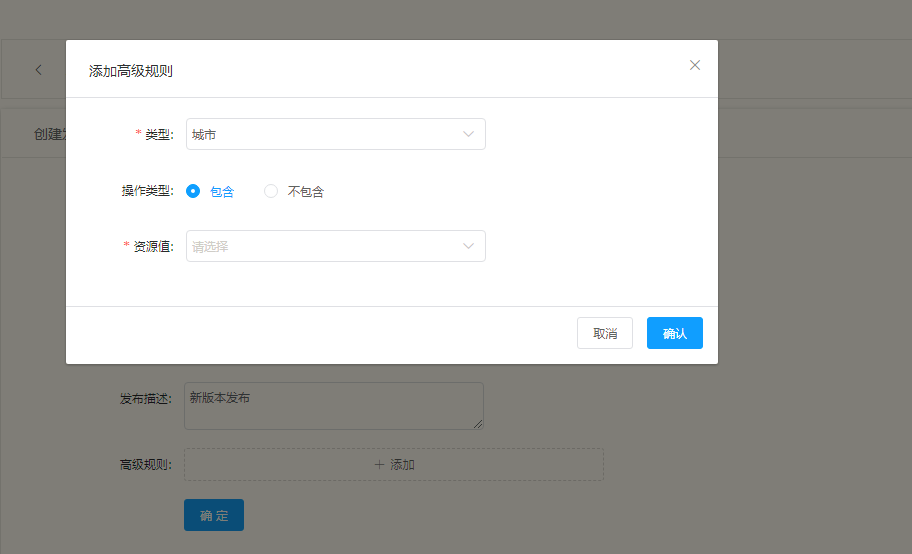 添加高级规则
创建
* 类型:
城市
操作类型:
包含
不包含
* 资源值:
请选择
取消
确认
发布描述:
新版本发布
高级规则:
添加
确 定